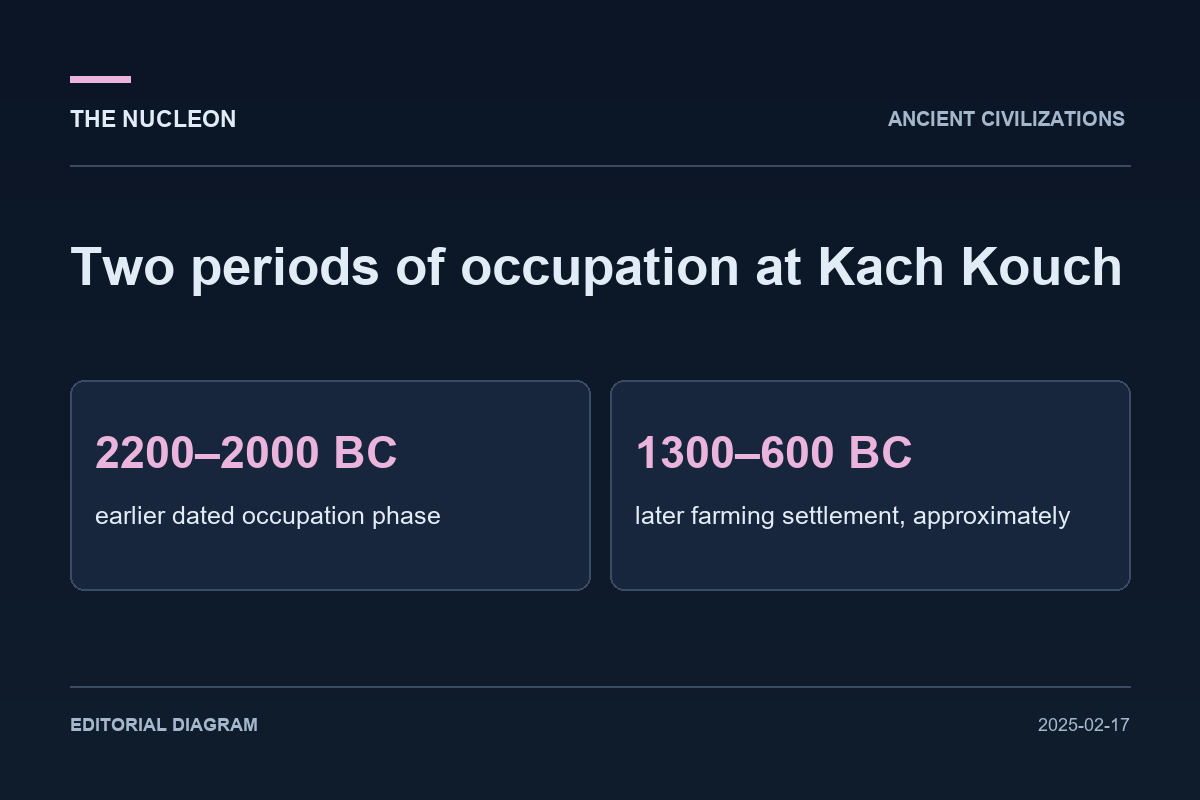 THE NUCLEON
ANCIENT CIVILIZATIONS
Two periods of occupation at Kach Kouch
2200–2000 BC
earlier dated occupation phase
1300–600 BC
later farming settlement, approximately
EDITORIAL DIAGRAM
2025-02-17